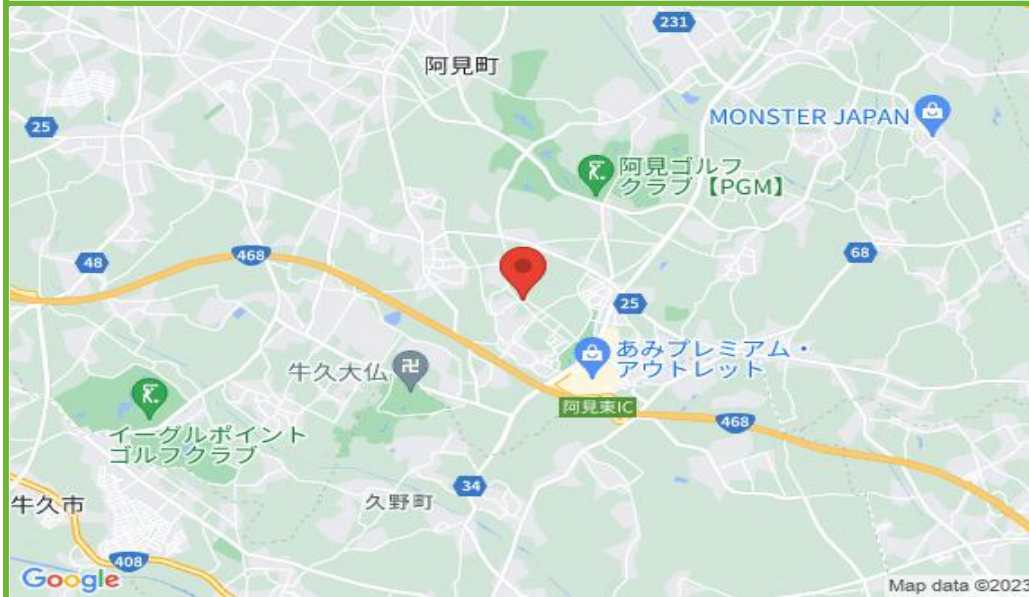 231
阿見町
MONSTER JAPAN
25
阿見ゴルフ
クラブ【PGM】
48
468
68
25
牛久大仏
卍
あみプレミアム・
アウトレット
阿見東IC
468
イーグルポイント
ゴルフクラブ
34
牛久市
久野町
408
Google
Map data ©2023